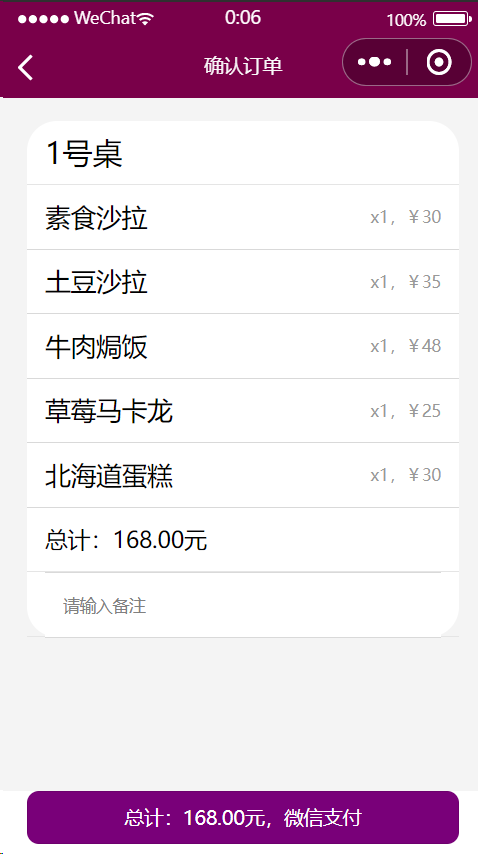 WeChat 0:06 100%
确认订单
1号桌
素食沙拉 x1，￥30
土豆沙拉 x1，￥35
牛肉焗饭 x1，￥48
草莓马卡龙 x1，￥25
北海道蛋糕 x1，￥30
总计：168.00元
请输入备注
总计：168.00元，微信支付